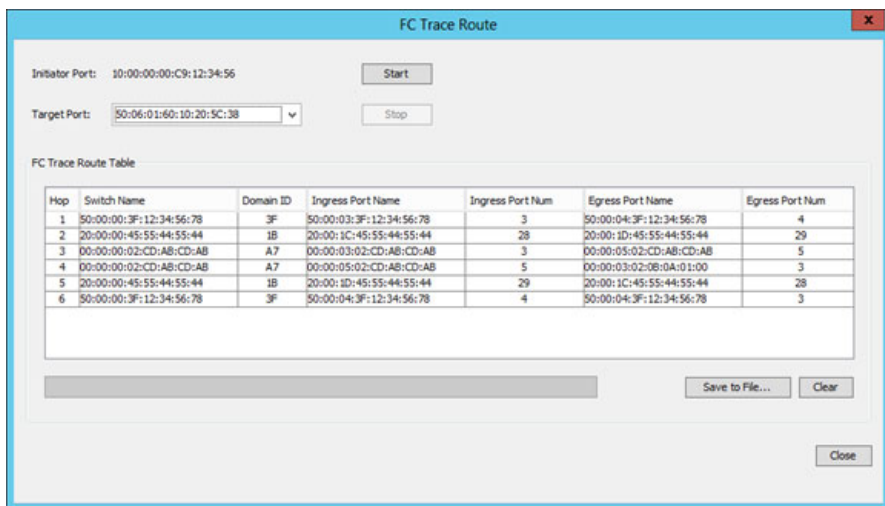 FC Trace Route
x
Initiator Port: 10:00:00:00:C9:12:34:56 Start
Target Port: 50:06:01:60:10:20:5C:38 Stop
FC Trace Route Table
Hop Switch Name Domain ID Ingress Port Name Ingress Port Num Egress Port Name Egress Port Num
1 50:00:00:3F:12:34:56:78 3F 50:00:03:3F:12:34:56:78 3 50:00:04:3F:12:34:56:78 4
2 20:00:00:45:55:44:55:44 1B 20:00:1C:45:55:44:55:44 28 20:00:1D:45:55:44:55:44 29
3 00:00:00:02:CD:AB:CD:AB A7 00:00:03:02:CD:AB:CD:AB 3 00:00:05:02:CD:AB:CD:AB 5
4 00:00:00:02:CD:AB:CD:AB A7 00:00:05:02:CD:AB:CD:AB 5 00:00:03:02:0B:0A:01:00 3
5 20:00:00:45:55:44:55:44 1B 20:00:1D:45:55:44:55:44 29 20:00:1C:45:55:44:55:44 28
6 50:00:00:3F:12:34:56:78 3F 50:00:04:3F:12:34:56:78 4 50:00:04:3F:12:34:56:78 3
Save to File... Clear
Close